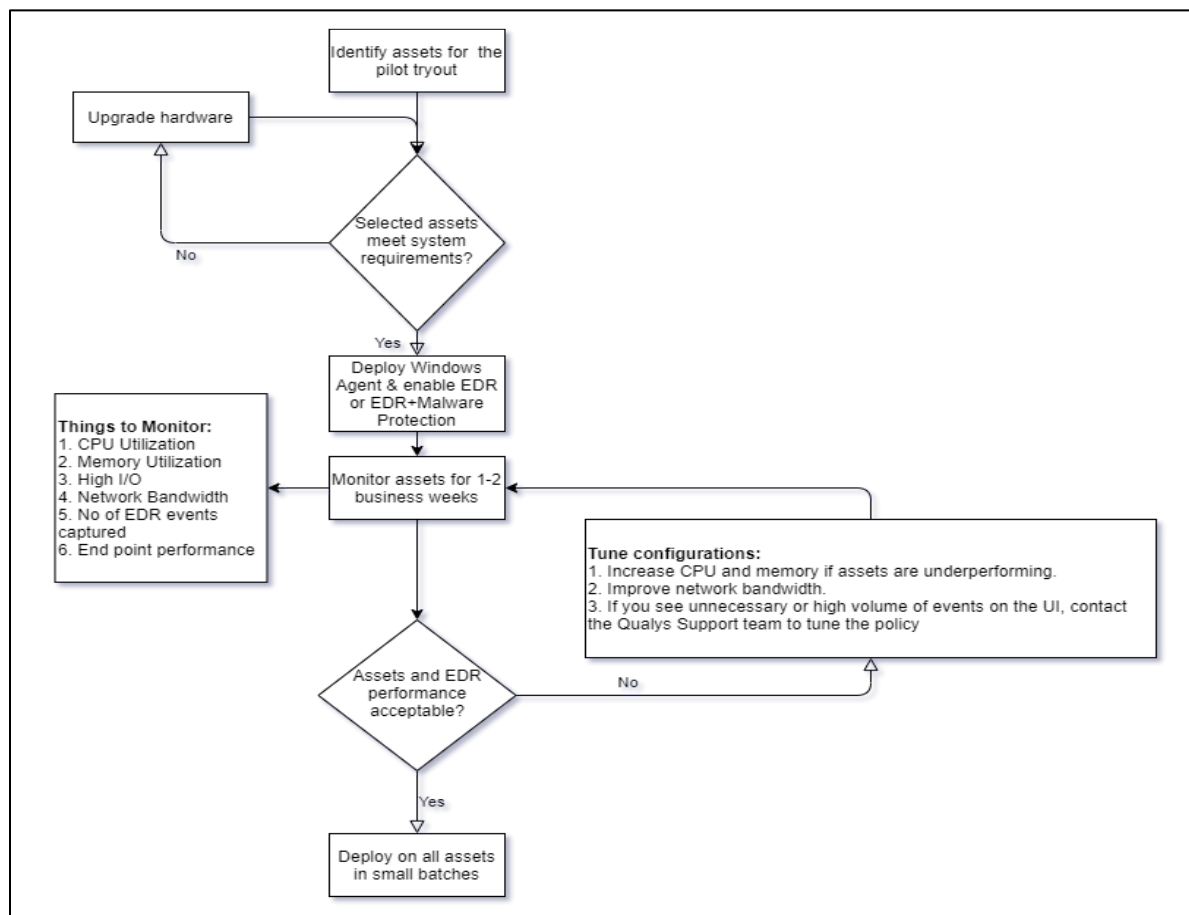 Identify assets for the
pilot tryout
Upgrade hardware
Selected assets
meet system
requirements?
No
Yes
Deploy Windows
Agent & enable EDR
or EDR+Malware
Protection
Things to Monitor:
1. CPU Utilization
2. Memory Utilization
3. High I/O
4. Network Bandwidth
5. No of EDR events
captured
6. End point performance
Monitor assets for 1-2
business weeks
Tune configurations:
1. Increase CPU and memory if assets are underperforming.
2. Improve network bandwidth.
3. If you see unnecessary or high volume of events on the UI, contact
the Qualys Support team to tune the policy
Assets and EDR
performance
acceptable?
No
Yes
Deploy on all assets
in small batches